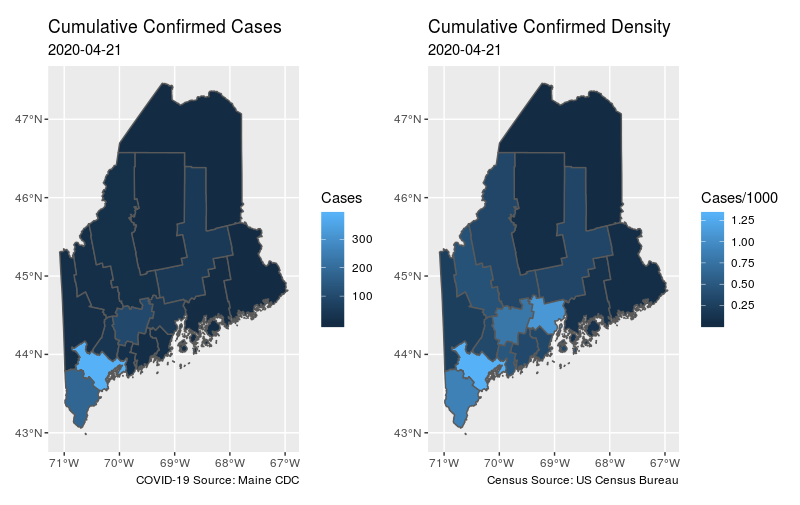 Cumulative Confirmed Cases
2020-04-21
47°N
46°N
45°N
44°N
43°N
71°W 70°W 69°W 68°W 67°W
Cases
300
200
100
COVID-19 Source: Maine CDC
Cumulative Confirmed Density
2020-04-21
47°N
46°N
45°N
44°N
43°N
71°W 70°W 69°W 68°W 67°W
Cases/1000
1.25
1.00
0.75
0.50
0.25
Census Source: US Census Bureau